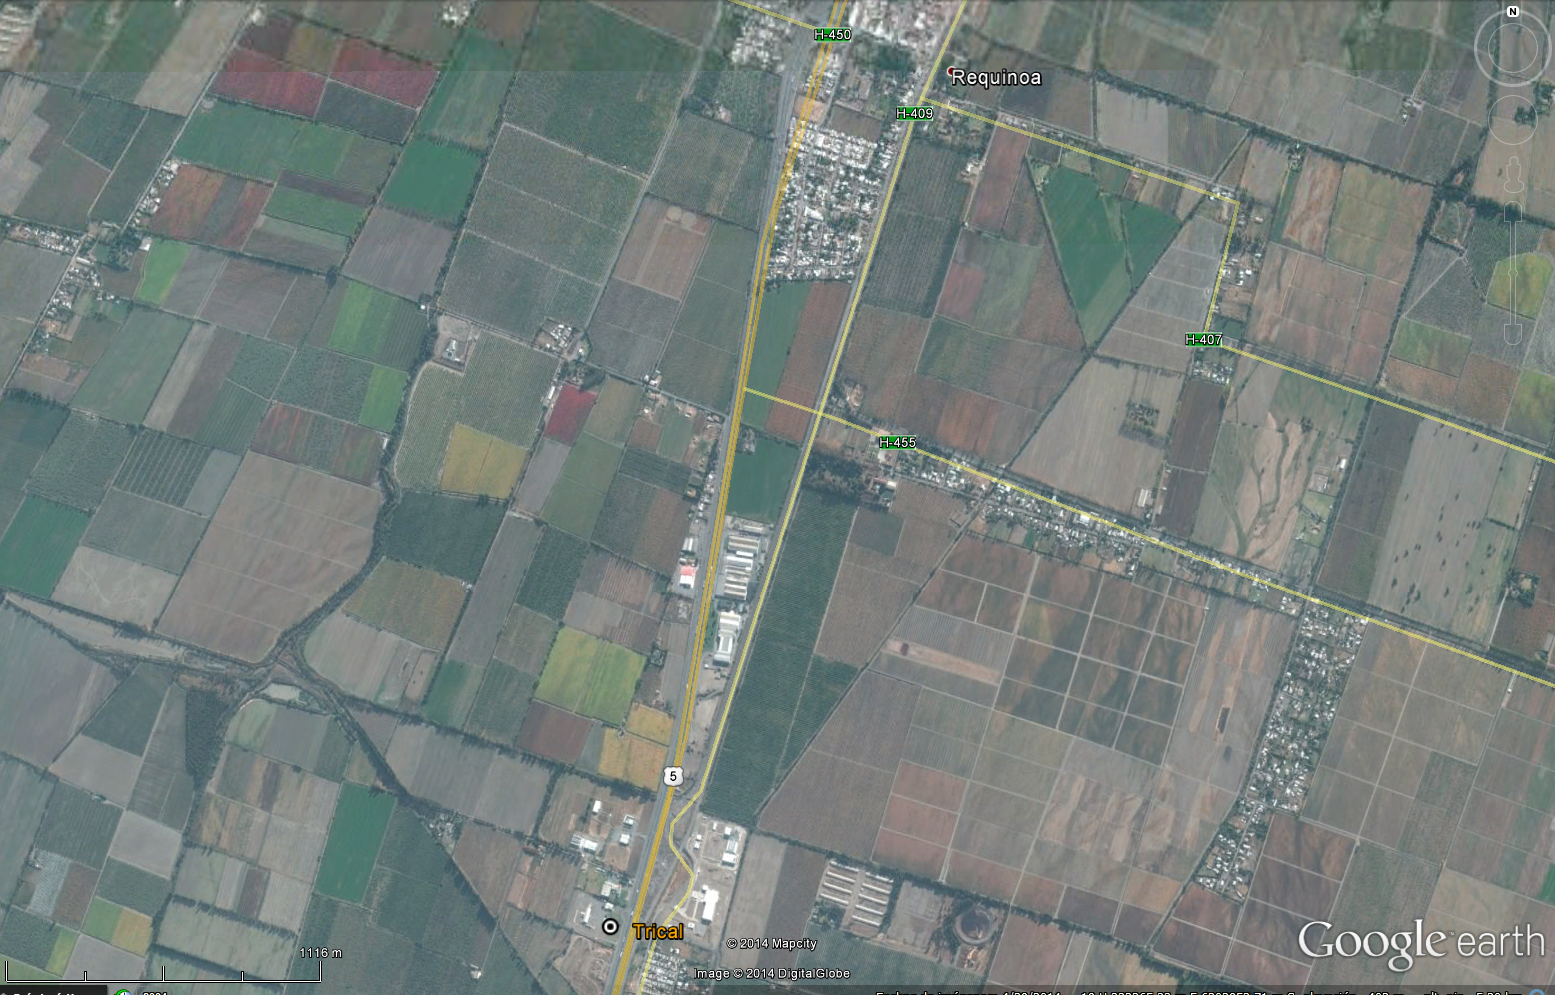 N
H-450
Requinoa
H-409
H-407
H-455
5
Trical
© 2014 Mapcity
Image © 2014 DigitalGlobe
1116 m
Google earth